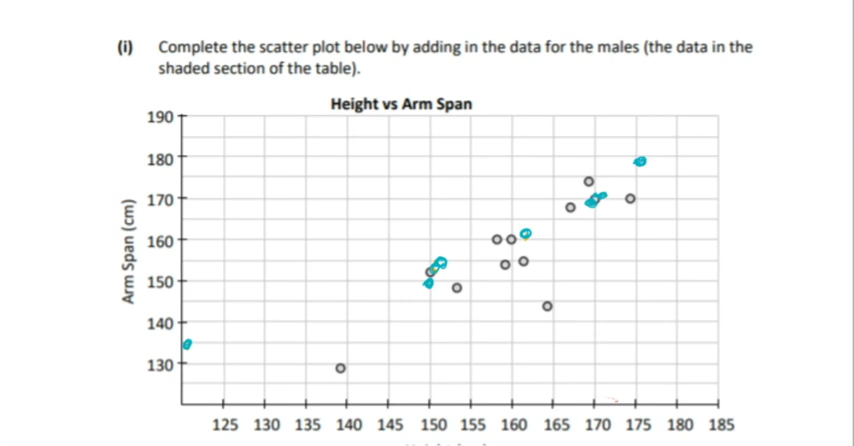 (i) Complete the scatter plot below by adding in the data for the males (the data in the
shaded section of the table).
Height vs Arm Span
190
180
170
160
150
140
130
Arm Span (cm)
125 130 135 140 145 150 155 160 165 170 175 180 185